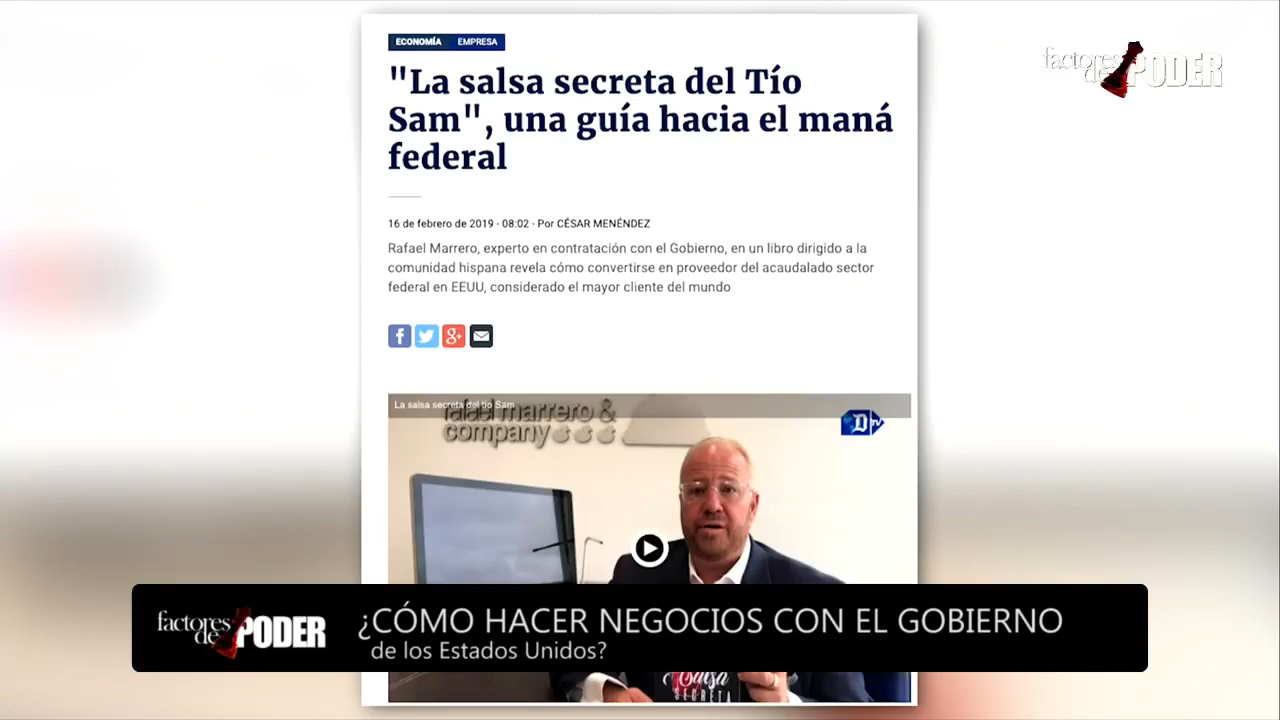 ECONOMÍA EMPRESA
factores de PODER
"La salsa secreta del Tío
Sam", una guía hacia el maná
federal
16 de febrero de 2019 - 08:02 - Por CÉSAR MENÉNDEZ
Rafael Marrero, experto en contratación con el Gobierno, en un libro dirigido a la
comunidad hispana revela cómo convertirse en proveedor del acaudalado sector
federal en EEUU, considerado el mayor cliente del mundo
f g+
La salsa secreta del tío Sam
rafael marrero &
company
D tv
factores de PODER
¿CÓMO HACER NEGOCIOS CON EL GOBIERNO
de los Estados Unidos?
Salsa
SECRETA